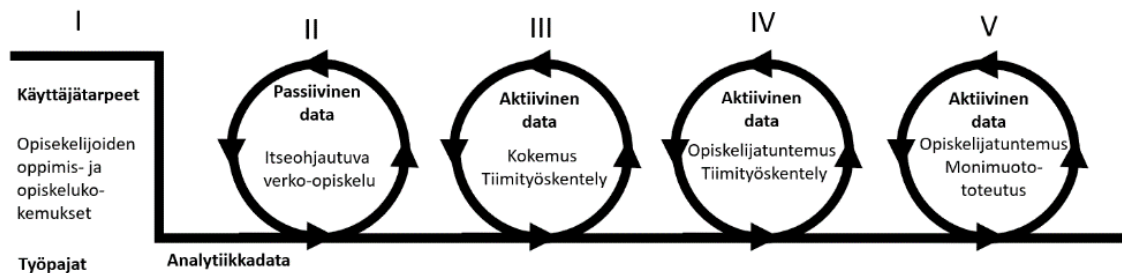 I
II
III
IV
V
Käyttäjätarpeet
Opisekelijoiden
oppimis- ja
opiskeluko-
kemukset
Työpajat
Analytiikkadata
Passiivinen
data
Itseohjautuva
verko-opiskelu
Aktiivinen
data
Kokemus
Tiimityöskentely
Aktiivinen
data
Opiskelijatuntemus
Tiimityöskentely
Aktiivinen
data
Opiskelijatuntemus
Monimuoto-
toteutus